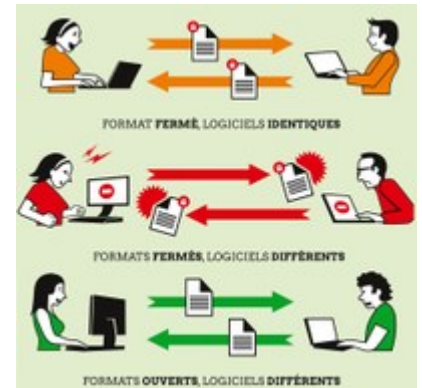 FORMAT FERMÉ, LOGICIELS IDENTIQUES
FORMATS FERMÉS, LOGICIELS DIFFÉRENTS
FORMATS OUVERTS, LOGICIELS DIFFÉRENTS